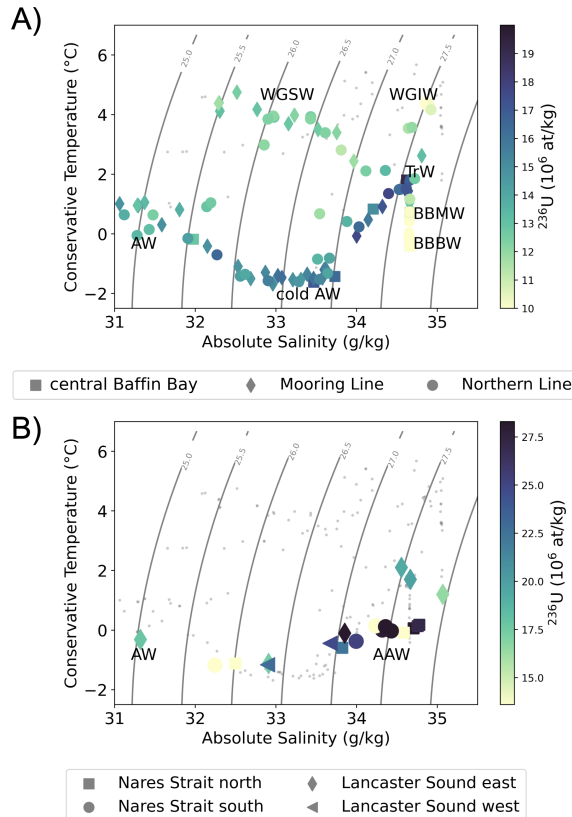 A)
6
4
2
0
−2
Conservative Temperature (°C)
25.0
25.5
26.0
26.5
27.0
27.5
WGSW
WGIW
TrW
BBMW
BBBW
AW
cold AW
31
32
33
34
35
Absolute Salinity (g/kg)
19
18
17
16
15
14
13
12
11
10
²³⁶U (10⁶ at/kg)
central Baffin Bay
Mooring Line
Northern Line
B)
6
4
2
0
−2
Conservative Temperature (°C)
25.0
25.5
26.0
26.5
27.0
27.5
AW
AAW
31
32
33
34
35
Absolute Salinity (g/kg)
27.5
25.0
22.5
20.0
17.5
15.0
²³⁶U (10⁶ at/kg)
Nares Strait north
Lancaster Sound east
Nares Strait south
Lancaster Sound west